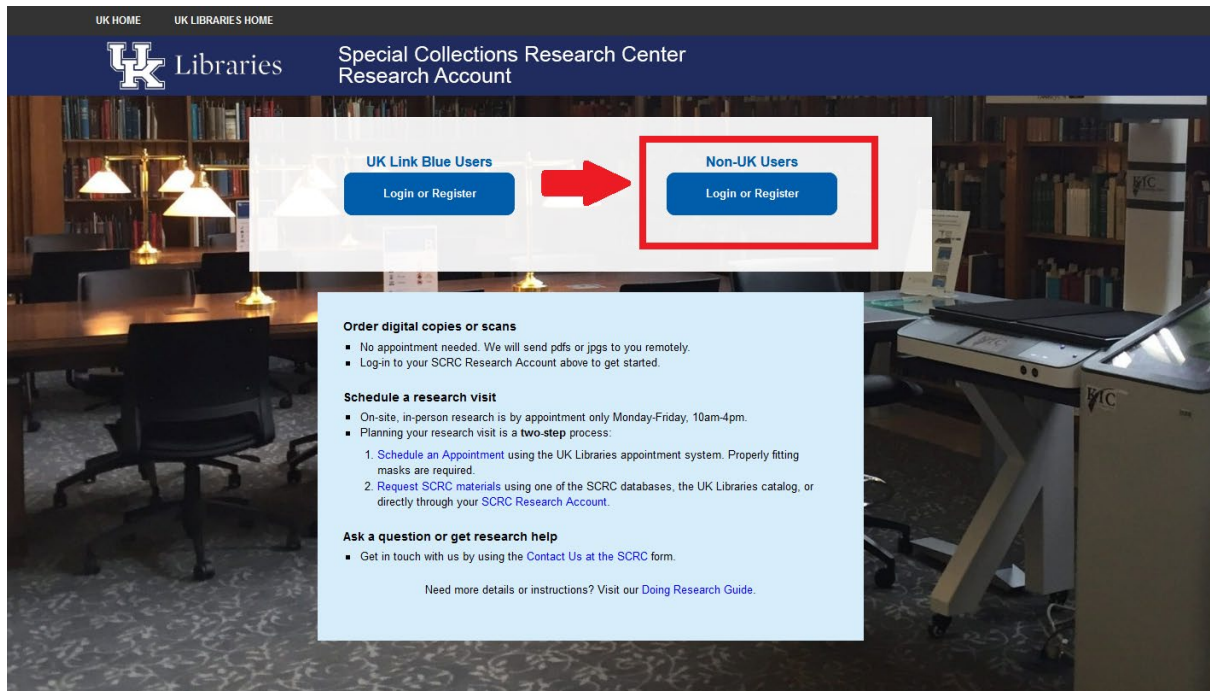 UK HOME UK LIBRARIES HOME
UK Libraries
Special Collections Research Center
Research Account
UK Link Blue Users
Login or Register
Non-UK Users
Login or Register
Order digital copies or scans
No appointment needed. We will send pdfs or jpgs to you remotely.
Log-in to your SCRC Research Account above to get started.
Schedule a research visit
On-site, in-person research is by appointment only Monday-Friday, 10am-4pm.
Planning your research visit is a two-step process:
1. Schedule an Appointment using the UK Libraries appointment system. Properly fitting
masks are required.
2. Request SCRC materials using one of the SCRC databases, the UK Libraries catalog, or
directly through your SCRC Research Account.
Ask a question or get research help
Get in touch with us by using the Contact Us at the SCRC form.
Need more details or instructions? Visit our Doing Research Guide.
KIC
KIC